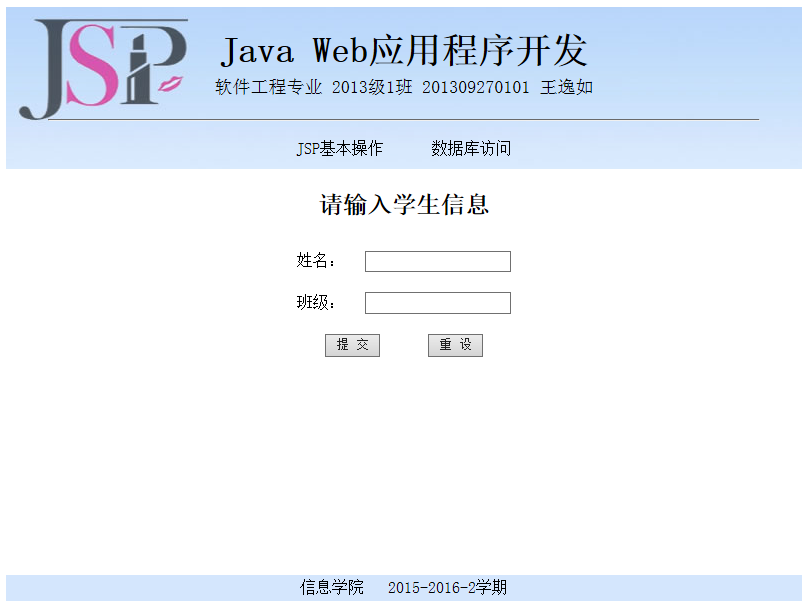 JSP
Java Web应用程序开发
软件工程专业 2013级1班 201309270101 王逸如
JSP基本操作 数据库访问
请输入学生信息
姓名：
班级：
提 交 重 设
信息学院 2015-2016-2学期